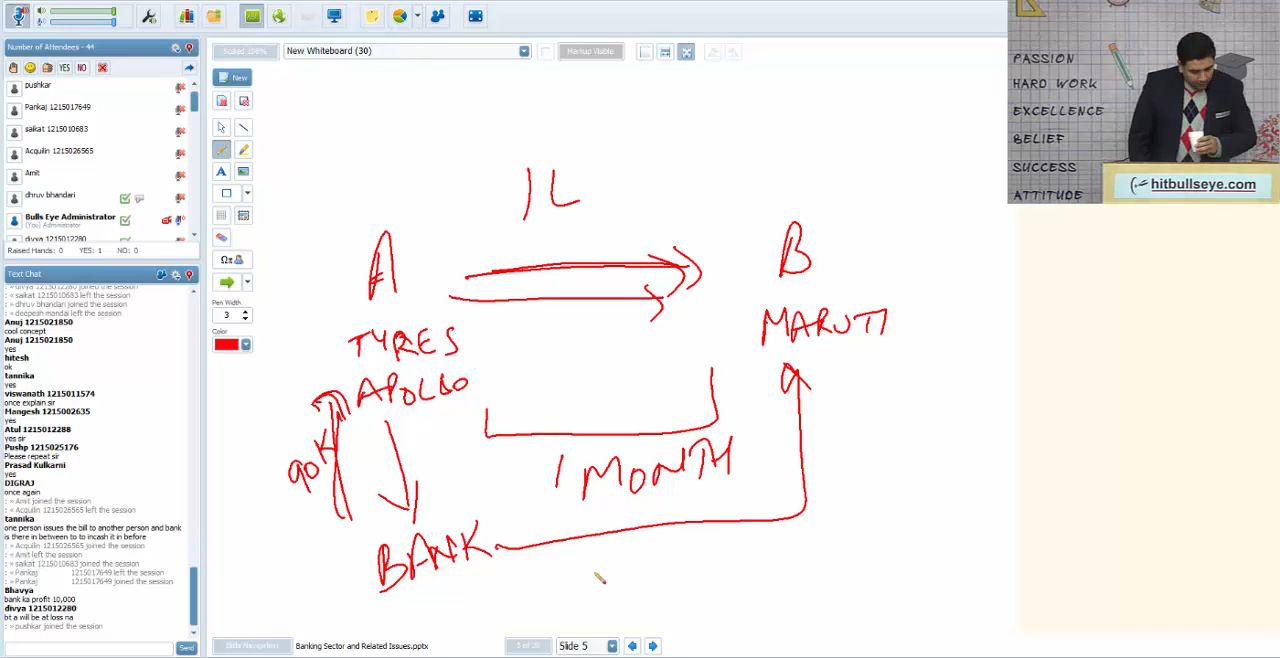 Number of Attendees - 44
YES
NO
pushkar
Pankaj 1215017649
saikat 1215010683
Acquilin 1215026565
Amit
dhruv bhandari
Bulls Eye Administrator
(You) Administrator
divya 1215012280
Raised Hands: 0 YES: 1 NO: 0
Text Chat
: » divya 1215012280 left the session
: » saikat 1215010683 left the session
: » dhruv bhandari joined the session
: » deepesh mandal left the session
Anuj 1215021850
cool concept
Anuj 1215021850
yes
hitesh
ok
tannika
yes
viswanath 1215011574
once explain sir
Mangesh 1215002635
yes
Atul 1215012288
yes sir
Pushp 1215025176
Please repeat sir
Prasad Kulkarni
yes
DIGRAJ
once again
: » Amit joined the session
: » Acquilin 1215026565 left the session
tannika
one person issues the bill to another person and bank is there in between to to incash it in before
: » Acquilin 1215026565 joined the session
: » Amit left the session
: » saikat 1215010683 joined the session
: » Pankaj 1215017649 left the session
: » Pankaj 1215017649 joined the session
Bhavya
bank ka profit 10,000
divya 1215012280
bt a will be at loss na
: » pushkar joined the session
Send
Scaled 100%
New Whiteboard (30)
Markup Visible
New
A
Ωπ
Pen Width
3
Color
1L
A
B
TYRES
MARUTI
APOLLO
90K
1 MONTH
BANK
Slide Navigation
Banking Sector and Related Issues.pptx
Slide 5
PASSION
HARD WORK
EXCELLENCE
BELIEF
SUCCESS
ATTITUDE
hitbullseye.com